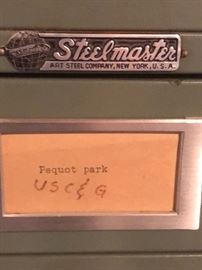 Steelmaster
ART STEEL COMPANY, NEW YORK, U.S.A.
Pequot park
USC & G